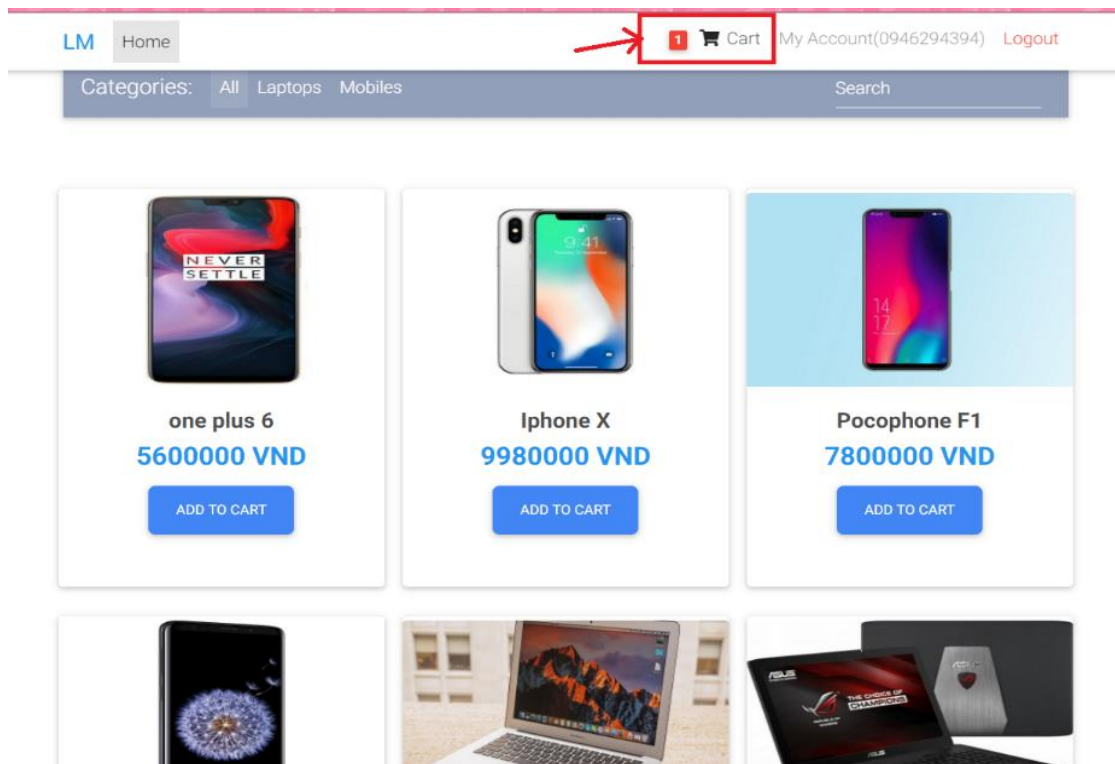 LM Home 1 Cart My Account(0946294394) Logout
Categories: All Laptops Mobiles Search
NEVER
SETTLE
9:41
14
17
one plus 6 Iphone X Pocophone F1
5600000 VND 9980000 VND 7800000 VND
ADD TO CART ADD TO CART ADD TO CART
ASUS
THE CHOICE OF
CHAMPIONS
ASUS